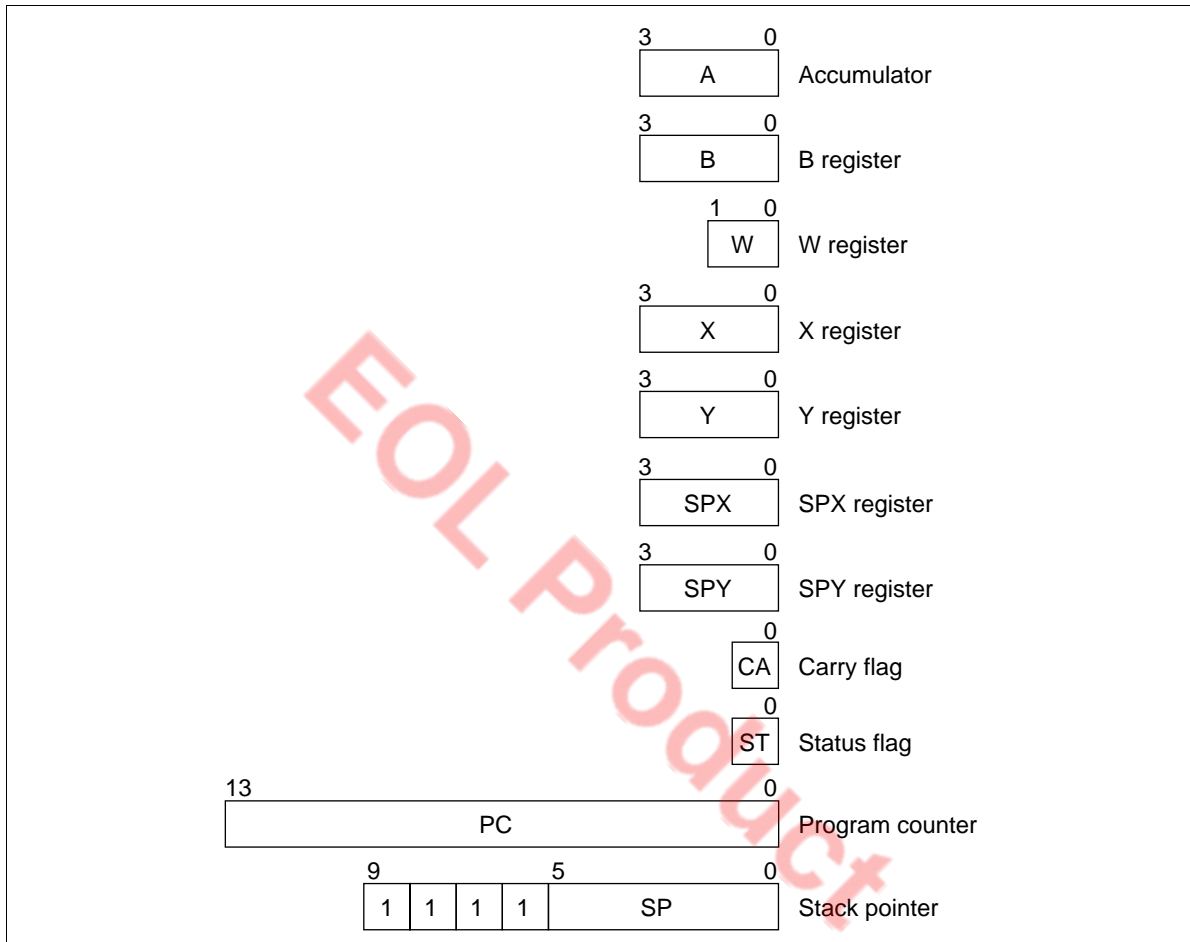 3 0
A Accumulator
3 0
B B register
1 0
W W register
3 0
X X register
3 0
Y Y register
3 0
SPX SPX register
3 0
SPY SPY register
0
CA Carry flag
0
ST Status flag
13 0
PC Program counter
9 5 0
1 1 1 1 SP Stack pointer
EOL Product